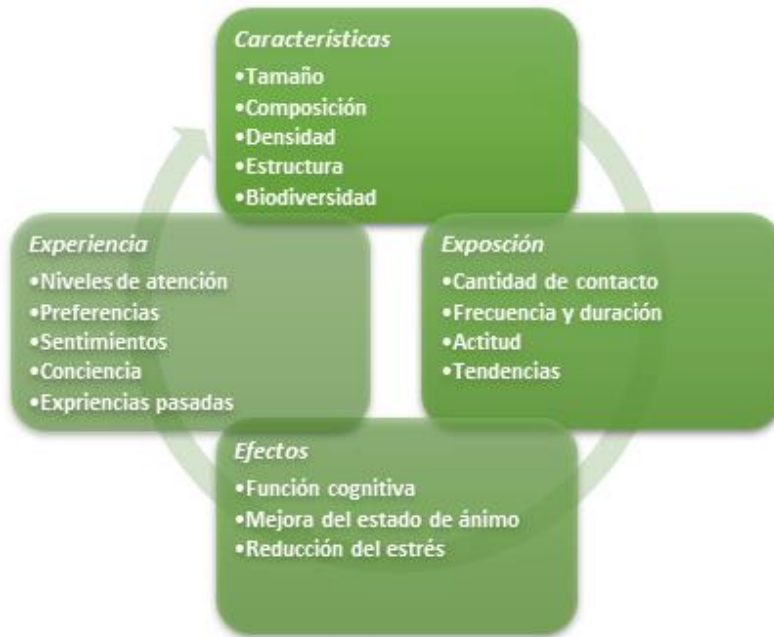 Características
•Tamaño
•Composición
•Densidad
•Estructura
•Biodiversidad
Exposción
•Cantidad de contacto
•Frecuencia y duración
•Actitud
•Tendencias
Efectos
•Función cognitiva
•Mejora del estado de ánimo
•Reducción del estrés
Experiencia
•Niveles de atención
•Preferencias
•Sentimientos
•Conciencia
•Expriencias pasadas